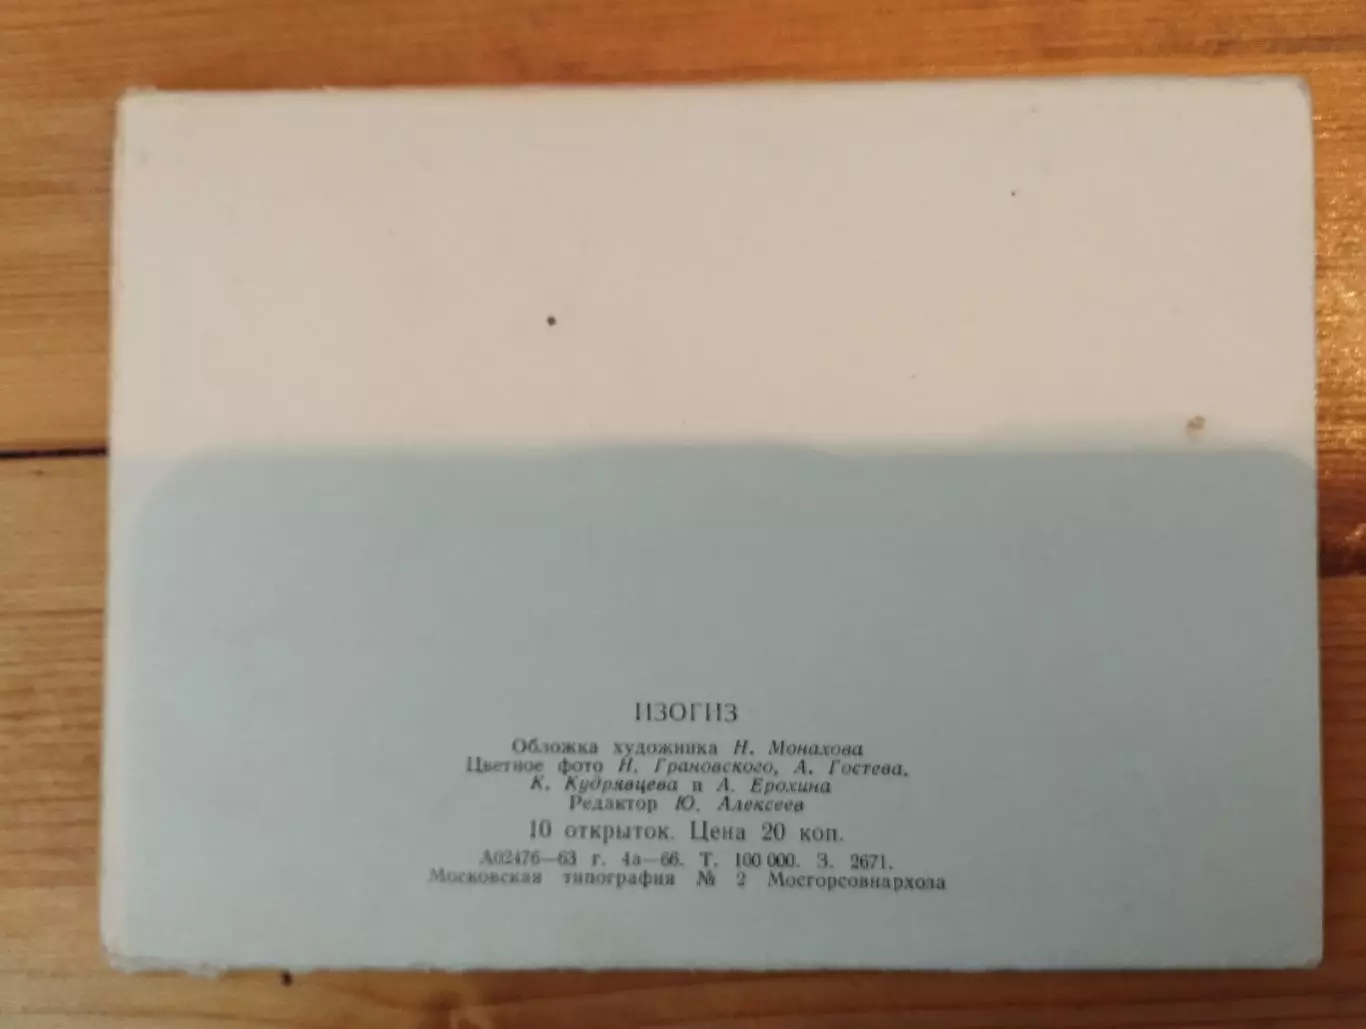 ИЗОГИЗ
Обложка художника Н. Монахова
Цветное фото Н. Грановского, А. Гостева,
К. Кудрявцева и А. Ерохина
Редактор Ю. Алексеев
10 открыток. Цена 20 коп.
А02476—63 г. 4а—66. Т. 100 000. З. 2671.
Московская типография № 2 Мосгорсовнархоза